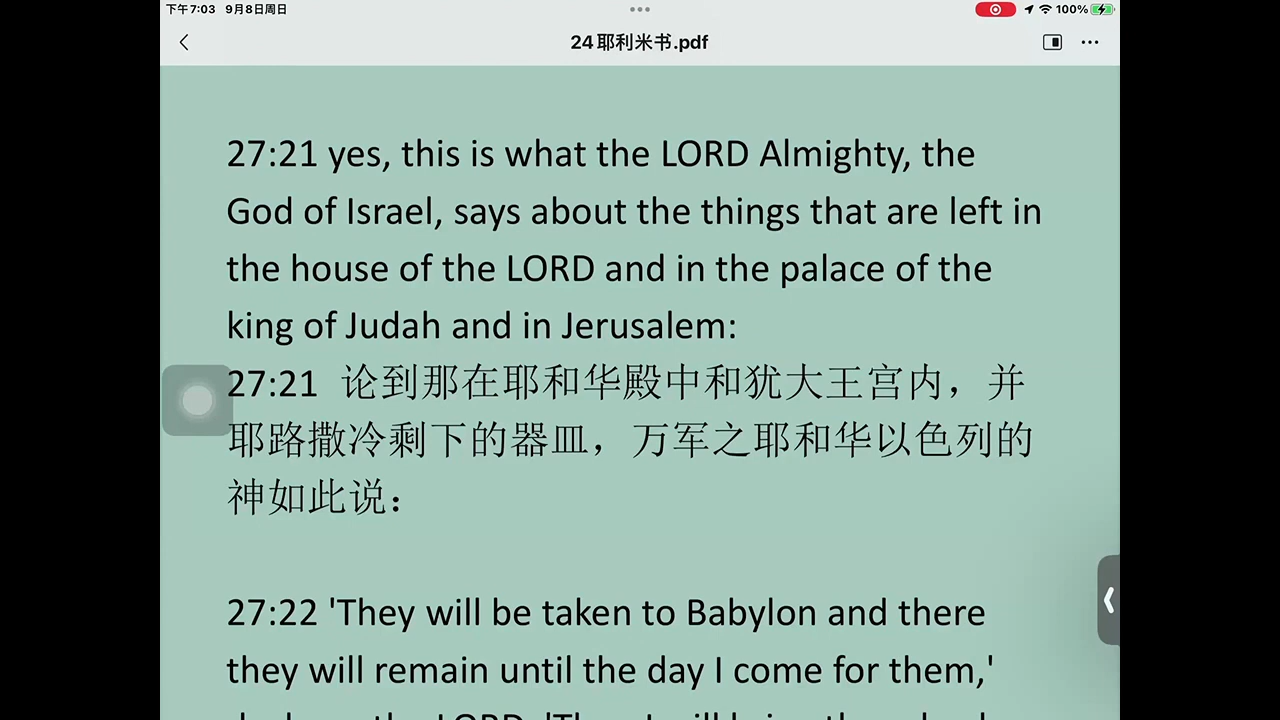 下午7:03 9月8日周日
100%
24耶利米书.pdf
27:21 yes, this is what the LORD Almighty, the
God of Israel, says about the things that are left in
the house of the LORD and in the palace of the
king of Judah and in Jerusalem:
27:21 论到那在耶和华殿中和犹大王宫内，并
耶路撒冷剩下的器皿，万军之耶和华以色列的
神如此说：
27:22 'They will be taken to Babylon and there
they will remain until the day I come for them,'